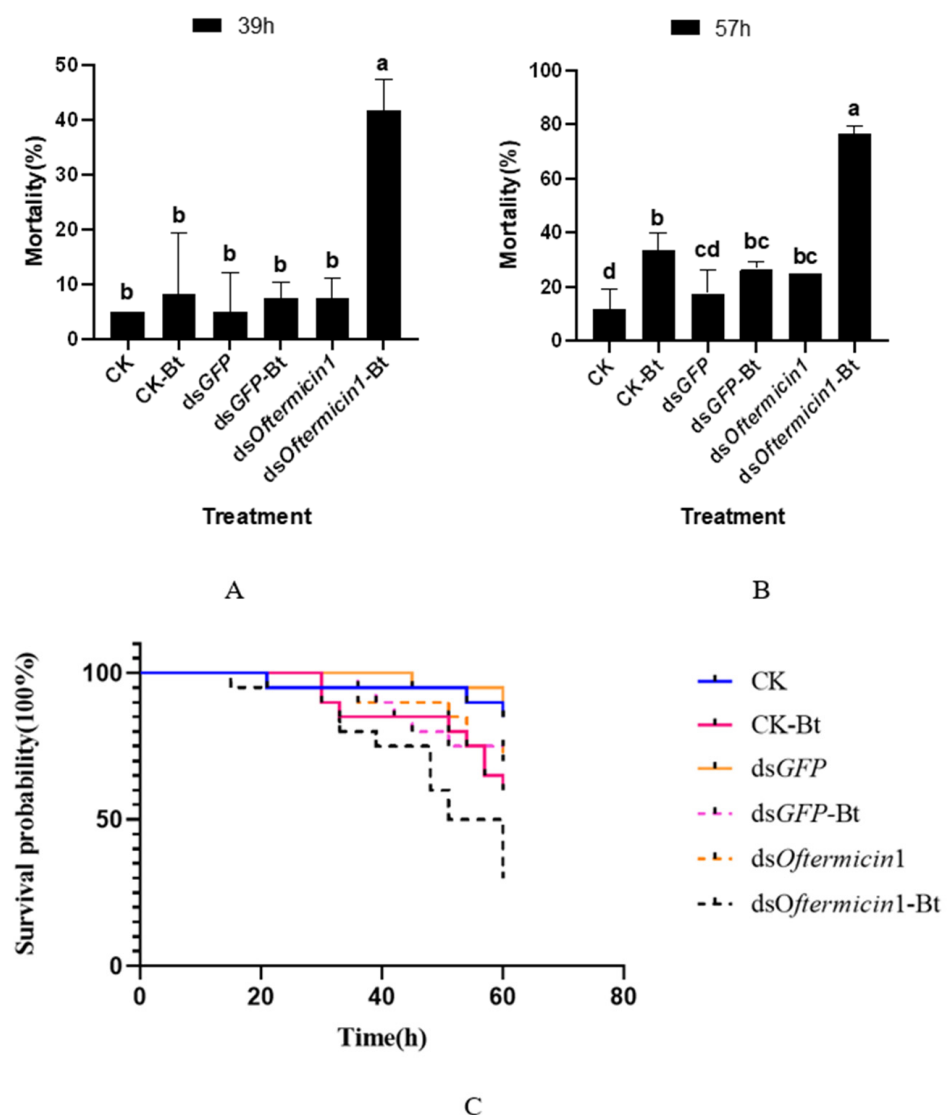 39h
50
40
30
20
10
0
Mortality(%)
a
b
b
b
b
b
CK
CK-Bt
dsGFP
dsGFP-Bt
dsOftermicin1
dsOftermicin1-Bt
Treatment
A
57h
100
80
60
40
20
0
Mortality(%)
d
b
cd
bc
bc
a
CK
CK-Bt
dsGFP
dsGFP-Bt
dsOftermicin1
dsOftermicin1-Bt
Treatment
B
Survival probability(100%)
100
50
0
0 20 40 60 80
Time(h)
CK
CK-Bt
dsGFP
dsGFP-Bt
dsOftermicin1
dsOftermicin1-Bt
C